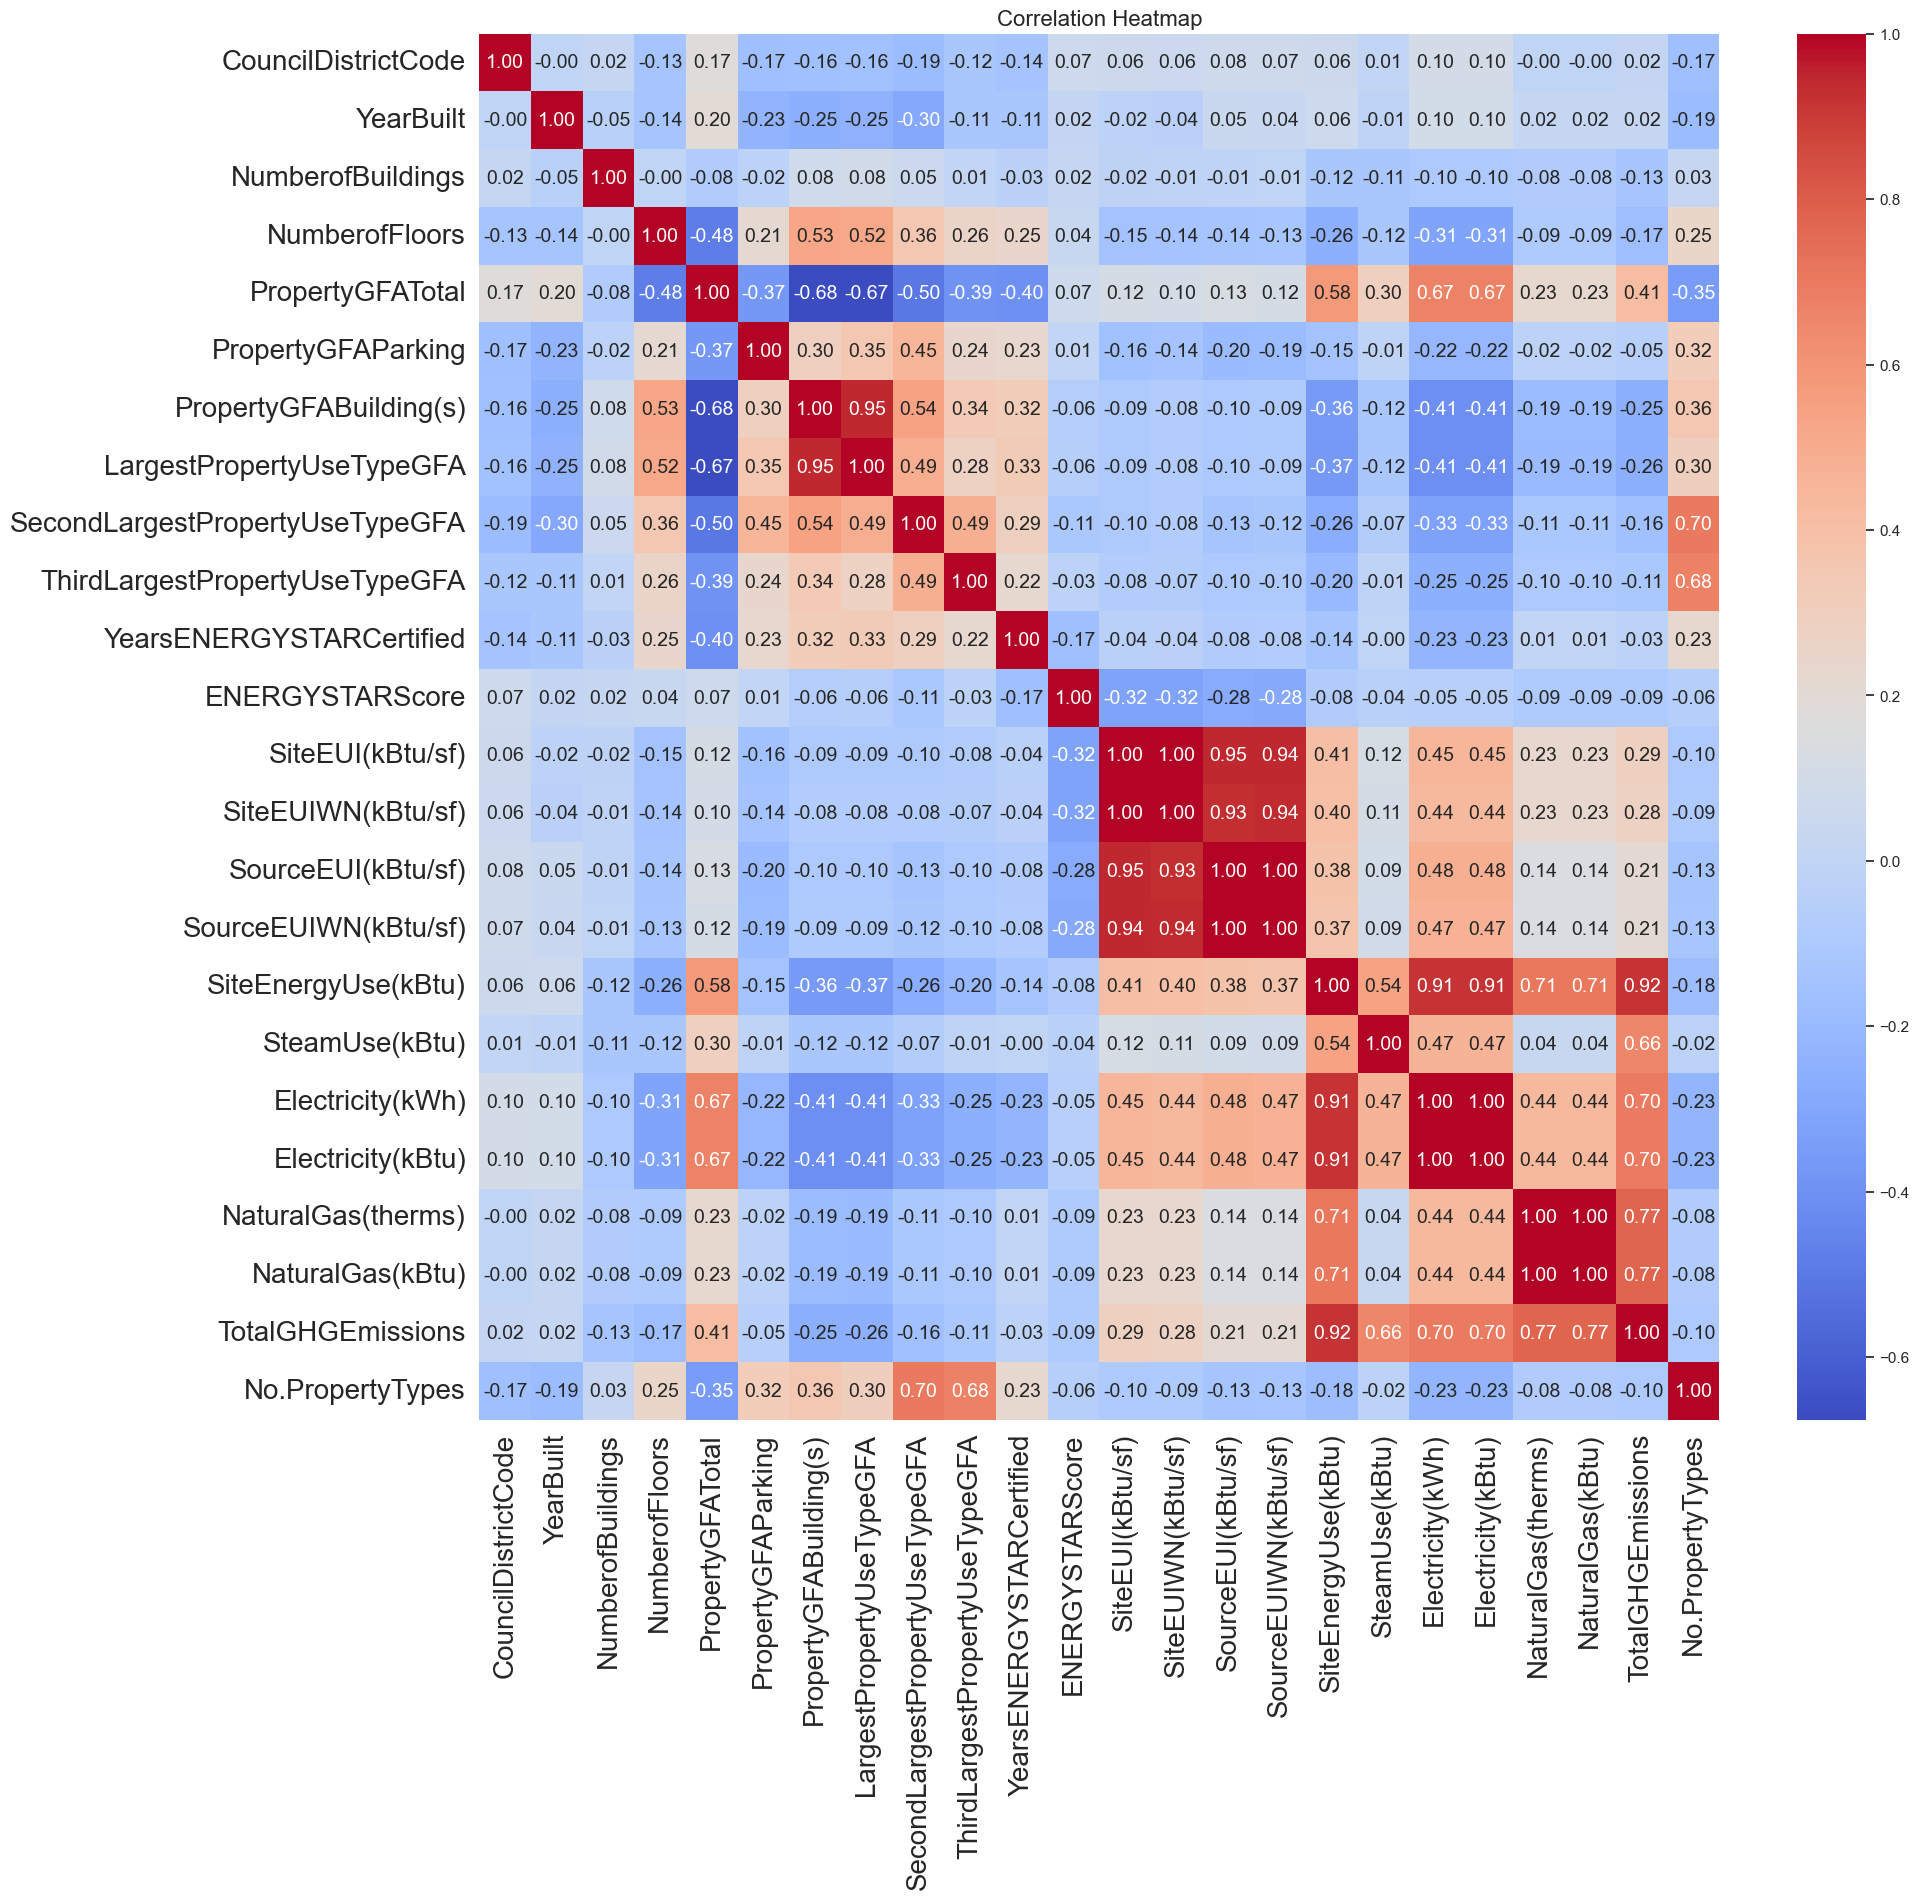 Correlation Heatmap
CouncilDistrictCode 1.00 -0.00 0.02 -0.13 0.17 -0.17 -0.16 -0.16 -0.19 -0.12 -0.14 0.07 0.06 0.06 0.08 0.07 0.06 0.01 0.10 0.10 -0.00 -0.00 0.02 -0.17
YearBuilt -0.00 1.00 -0.05 -0.14 0.20 -0.23 -0.25 -0.25 -0.30 -0.11 -0.11 0.02 -0.02 -0.04 0.05 0.04 0.06 -0.01 0.10 0.10 0.02 0.02 0.02 -0.19
NumberofBuildings 0.02 -0.05 1.00 -0.00 -0.08 -0.02 0.08 0.08 0.05 0.01 -0.03 0.02 -0.02 -0.01 -0.01 -0.01 -0.12 -0.11 -0.10 -0.10 -0.08 -0.08 -0.13 0.03
NumberofFloors -0.13 -0.14 -0.00 1.00 -0.48 0.21 0.53 0.52 0.36 0.26 0.25 0.04 -0.15 -0.14 -0.14 -0.13 -0.26 -0.12 -0.31 -0.31 -0.09 -0.09 -0.17 0.25
PropertyGFATotal 0.17 0.20 -0.08 -0.48 1.00 -0.37 -0.68 -0.67 -0.50 -0.39 -0.40 0.07 0.12 0.10 0.13 0.12 0.58 0.30 0.67 0.67 0.23 0.23 0.41 -0.35
PropertyGFAParking -0.17 -0.23 -0.02 0.21 -0.37 1.00 0.30 0.35 0.45 0.24 0.23 0.01 -0.16 -0.14 -0.20 -0.19 -0.15 -0.01 -0.22 -0.22 -0.02 -0.02 -0.05 0.32
PropertyGFABuilding(s) -0.16 -0.25 0.08 0.53 -0.68 0.30 1.00 0.95 0.54 0.34 0.32 -0.06 -0.09 -0.08 -0.10 -0.09 -0.36 -0.12 -0.41 -0.41 -0.19 -0.19 -0.25 0.36
LargestPropertyUseTypeGFA -0.16 -0.25 0.08 0.52 -0.67 0.35 0.95 1.00 0.49 0.28 0.33 -0.06 -0.09 -0.08 -0.10 -0.09 -0.37 -0.12 -0.41 -0.41 -0.19 -0.19 -0.26 0.30
SecondLargestPropertyUseTypeGFA -0.19 -0.30 0.05 0.36 -0.50 0.45 0.54 0.49 1.00 0.49 0.29 -0.11 -0.10 -0.08 -0.13 -0.12 -0.26 -0.07 -0.33 -0.33 -0.11 -0.11 -0.16 0.70
ThirdLargestPropertyUseTypeGFA -0.12 -0.11 0.01 0.26 -0.39 0.24 0.34 0.28 0.49 1.00 0.22 -0.03 -0.08 -0.07 -0.10 -0.10 -0.20 -0.01 -0.25 -0.25 -0.10 -0.10 -0.11 0.68
YearsENERGYSTARCertified -0.14 -0.11 -0.03 0.25 -0.40 0.23 0.32 0.33 0.29 0.22 1.00 -0.17 -0.04 -0.04 -0.08 -0.08 -0.14 -0.00 -0.23 -0.23 0.01 0.01 -0.03 0.23
ENERGYSTARScore 0.07 0.02 0.02 0.04 0.07 0.01 -0.06 -0.06 -0.11 -0.03 -0.17 1.00 -0.32 -0.32 -0.28 -0.28 -0.08 -0.04 -0.05 -0.05 -0.09 -0.09 -0.09 -0.06
SiteEUI(kBtu/sf) 0.06 -0.02 -0.02 -0.15 0.12 -0.16 -0.09 -0.09 -0.10 -0.08 -0.04 -0.32 1.00 1.00 0.95 0.94 0.41 0.12 0.45 0.45 0.23 0.23 0.29 -0.10
SiteEUIWN(kBtu/sf) 0.06 -0.04 -0.01 -0.14 0.10 -0.14 -0.08 -0.08 -0.08 -0.07 -0.04 -0.32 1.00 1.00 0.93 0.94 0.40 0.11 0.44 0.44 0.23 0.23 0.28 -0.09
SourceEUI(kBtu/sf) 0.08 0.05 -0.01 -0.14 0.13 -0.20 -0.10 -0.10 -0.13 -0.10 -0.08 -0.28 0.95 0.93 1.00 1.00 0.38 0.09 0.48 0.48 0.14 0.14 0.21 -0.13
SourceEUIWN(kBtu/sf) 0.07 0.04 -0.01 -0.13 0.12 -0.19 -0.09 -0.09 -0.12 -0.10 -0.08 -0.28 0.94 0.94 1.00 1.00 0.37 0.09 0.47 0.47 0.14 0.14 0.21 -0.13
SiteEnergyUse(kBtu) 0.06 0.06 -0.12 -0.26 0.58 -0.15 -0.36 -0.37 -0.26 -0.20 -0.14 -0.08 0.41 0.40 0.38 0.37 1.00 0.54 0.91 0.91 0.71 0.71 0.92 -0.18
SteamUse(kBtu) 0.01 -0.01 -0.11 -0.12 0.30 -0.01 -0.12 -0.12 -0.07 -0.01 -0.00 -0.04 0.12 0.11 0.09 0.09 0.54 1.00 0.47 0.47 0.04 0.04 0.66 -0.02
Electricity(kWh) 0.10 0.10 -0.10 -0.31 0.67 -0.22 -0.41 -0.41 -0.33 -0.25 -0.23 -0.05 0.45 0.44 0.48 0.47 0.91 0.47 1.00 1.00 0.44 0.44 0.70 -0.23
Electricity(kBtu) 0.10 0.10 -0.10 -0.31 0.67 -0.22 -0.41 -0.41 -0.33 -0.25 -0.23 -0.05 0.45 0.44 0.48 0.47 0.91 0.47 1.00 1.00 0.44 0.44 0.70 -0.23
NaturalGas(therms) -0.00 0.02 -0.08 -0.09 0.23 -0.02 -0.19 -0.19 -0.11 -0.10 0.01 -0.09 0.23 0.23 0.14 0.14 0.71 0.04 0.44 0.44 1.00 1.00 0.77 -0.08
NaturalGas(kBtu) -0.00 0.02 -0.08 -0.09 0.23 -0.02 -0.19 -0.19 -0.11 -0.10 0.01 -0.09 0.23 0.23 0.14 0.14 0.71 0.04 0.44 0.44 1.00 1.00 0.77 -0.08
TotalGHGEmissions 0.02 0.02 -0.13 -0.17 0.41 -0.05 -0.25 -0.26 -0.16 -0.11 -0.03 -0.09 0.29 0.28 0.21 0.21 0.92 0.66 0.70 0.70 0.77 0.77 1.00 -0.10
No.PropertyTypes -0.17 -0.19 0.03 0.25 -0.35 0.32 0.36 0.30 0.70 0.68 0.23 -0.06 -0.10 -0.09 -0.13 -0.13 -0.18 -0.02 -0.23 -0.23 -0.08 -0.08 -0.10 1.00
CouncilDistrictCode
YearBuilt
NumberofBuildings
NumberofFloors
PropertyGFATotal
PropertyGFAParking
PropertyGFABuilding(s)
LargestPropertyUseTypeGFA
SecondLargestPropertyUseTypeGFA
ThirdLargestPropertyUseTypeGFA
YearsENERGYSTARCertified
ENERGYSTARScore
SiteEUI(kBtu/sf)
SiteEUIWN(kBtu/sf)
SourceEUI(kBtu/sf)
SourceEUIWN(kBtu/sf)
SiteEnergyUse(kBtu)
SteamUse(kBtu)
Electricity(kWh)
Electricity(kBtu)
NaturalGas(therms)
NaturalGas(kBtu)
TotalGHGEmissions
No.PropertyTypes
1.0
0.8
0.6
0.4
0.2
0.0
−0.2
−0.4
−0.6